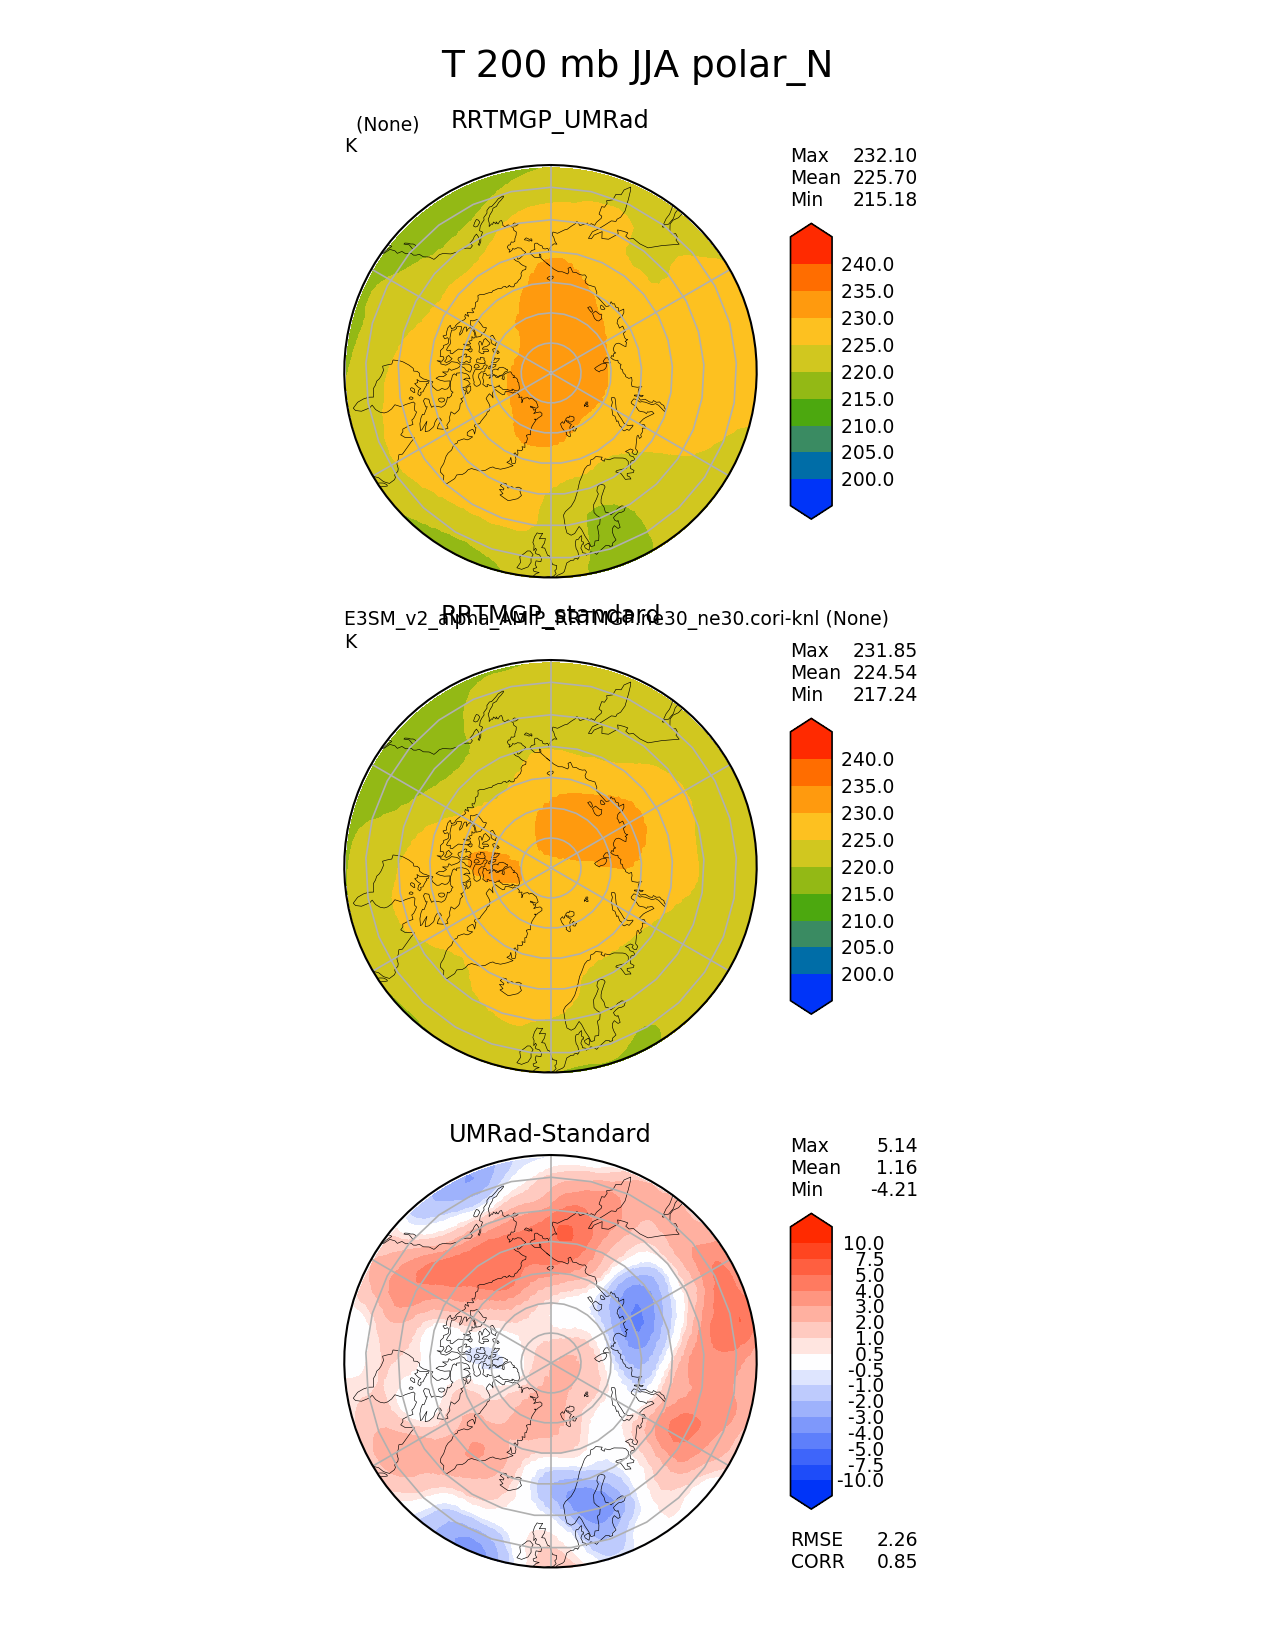 T 200 mb JJA polar_N
RRTMGP_UMRad
(None)
K
Max 232.10
Mean 225.70
Min 215.18
240.0
235.0
230.0
225.0
220.0
215.0
210.0
205.0
200.0
RRTMGP_standard
E3SM_v2_alpha_AMIP_RRTMGP.ne30_ne30.cori-knl (None)
K
Max 231.85
Mean 224.54
Min 217.24
240.0
235.0
230.0
225.0
220.0
215.0
210.0
205.0
200.0
UMRad-Standard
Max 5.14
Mean 1.16
Min -4.21
10.0
7.5
5.0
4.0
3.0
2.0
1.0
0.5
-0.5
-1.0
-2.0
-3.0
-4.0
-5.0
-7.5
-10.0
RMSE 2.26
CORR 0.85